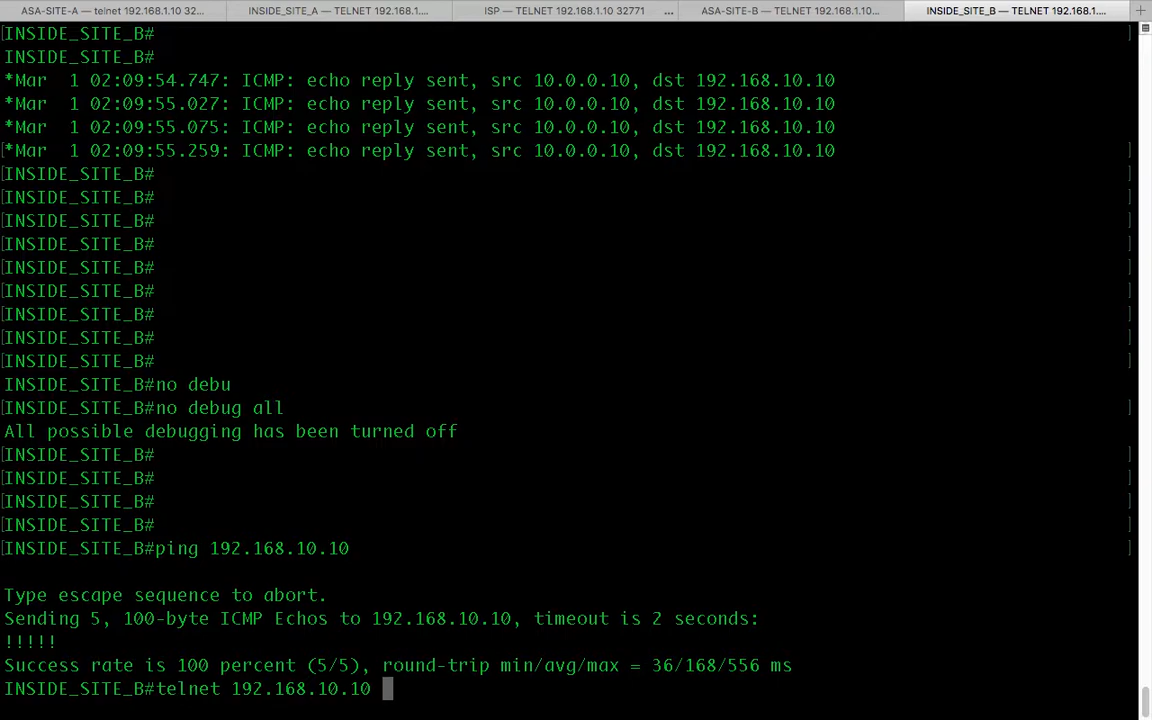 ASA-SITE-A — telnet 192.168.1.10 32... INSIDE_SITE_A — TELNET 192.168.1.... ISP — TELNET 192.168.1.10 32771 ... ASA-SITE-B — TELNET 192.168.1.10... INSIDE_SITE_B — TELNET 192.168.1.... +
[INSIDE_SITE_B# ]
INSIDE_SITE_B#
*Mar  1 02:09:54.747: ICMP: echo reply sent, src 10.0.0.10, dst 192.168.10.10
*Mar  1 02:09:55.027: ICMP: echo reply sent, src 10.0.0.10, dst 192.168.10.10
*Mar  1 02:09:55.075: ICMP: echo reply sent, src 10.0.0.10, dst 192.168.10.10
[*Mar  1 02:09:55.259: ICMP: echo reply sent, src 10.0.0.10, dst 192.168.10.10 ]
[INSIDE_SITE_B# ]
[INSIDE_SITE_B# ]
[INSIDE_SITE_B# ]
[INSIDE_SITE_B# ]
[INSIDE_SITE_B# ]
[INSIDE_SITE_B# ]
[INSIDE_SITE_B# ]
[INSIDE_SITE_B# ]
[INSIDE_SITE_B# ]
INSIDE_SITE_B#no debu
[INSIDE_SITE_B#no debug all ]
All possible debugging has been turned off
[INSIDE_SITE_B# ]
[INSIDE_SITE_B# ]
[INSIDE_SITE_B# ]
[INSIDE_SITE_B# ]
[INSIDE_SITE_B#ping 192.168.10.10 ]
Type escape sequence to abort.
Sending 5, 100-byte ICMP Echos to 192.168.10.10, timeout is 2 seconds:
!!!!!
Success rate is 100 percent (5/5), round-trip min/avg/max = 36/168/556 ms
INSIDE_SITE_B#telnet 192.168.10.10